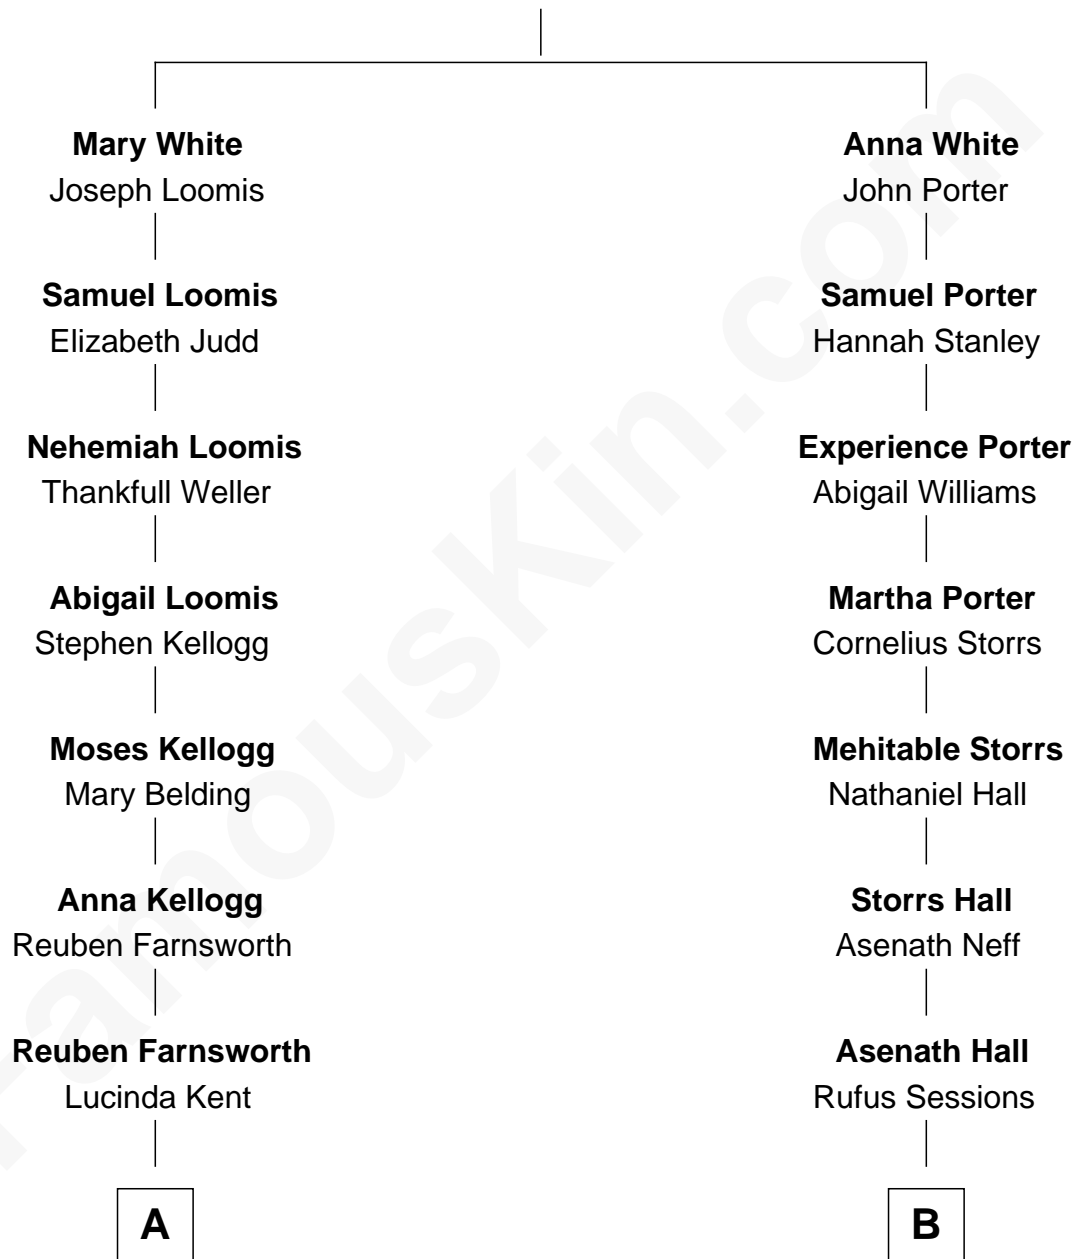 Mary White
Joseph Loomis
Samuel Loomis
Elizabeth Judd
Nehemiah Loomis
Thankfull Weller
Abigail Loomis
Stephen Kellogg
Moses Kellogg
Mary Belding
Anna Kellogg
Reuben Farnsworth
Reuben Farnsworth
Lucinda Kent
A
Anna White
John Porter
Samuel Porter
Hannah Stanley
Experience Porter
Abigail Williams
Martha Porter
Cornelius Storrs
Mehitable Storrs
Nathaniel Hall
Storrs Hall
Asenath Neff
Asenath Hall
Rufus Sessions
B
FamousKin.com